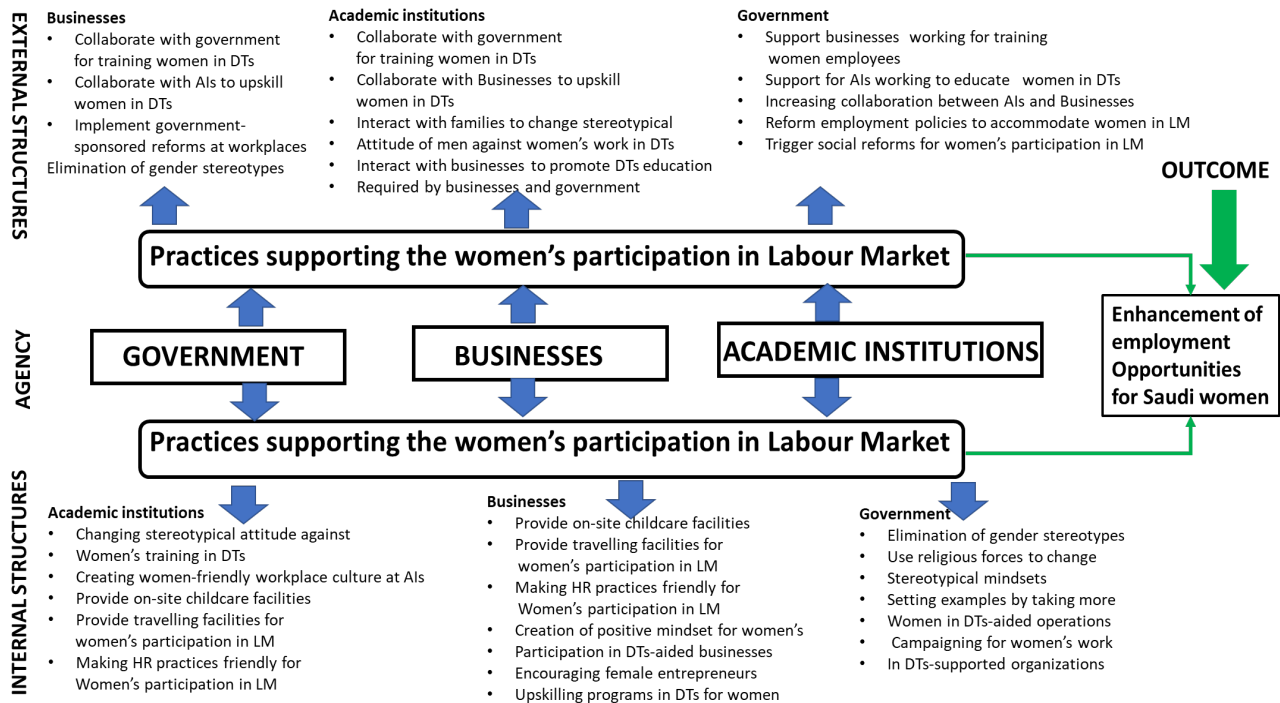 EXTERNAL STRUCTURES
Businesses
• Collaborate with government
for training women in DTs
• Collaborate with AIs to upskill
women in DTs
• Implement government-
sponsored reforms at workplaces
Elimination of gender stereotypes
Academic institutions
• Collaborate with government
for training women in DTs
• Collaborate with Businesses to upskill
women in DTs
• Interact with families to change stereotypical
• Attitude of men against women's work in DTs
• Interact with businesses to promote DTs education
• Required by businesses and government
Government
• Support businesses working for training
women employees
• Support for AIs working to educate women in DTs
• Increasing collaboration between AIs and Businesses
• Reform employment policies to accommodate women in LM
• Trigger social reforms for women's participation in LM
OUTCOME
Practices supporting the women's participation in Labour Market
AGENCY
GOVERNMENT
BUSINESSES
ACADEMIC INSTITUTIONS
Enhancement of
employment
Opportunities
for Saudi women
Practices supporting the women's participation in Labour Market
INTERNAL STRUCTURES
Academic institutions
• Changing stereotypical attitude against
• Women's training in DTs
• Creating women-friendly workplace culture at AIs
• Provide on-site childcare facilities
• Provide travelling facilities for
women's participation in LM
• Making HR practices friendly for
Women's participation in LM
Businesses
• Provide on-site childcare facilities
• Provide travelling facilities for
women's participation in LM
• Making HR practices friendly for
Women's participation in LM
• Creation of positive mindset for women's
• Participation in DTs-aided businesses
• Encouraging female entrepreneurs
• Upskilling programs in DTs for women
Government
• Elimination of gender stereotypes
• Use religious forces to change
• Stereotypical mindsets
• Setting examples by taking more
• Women in DTs-aided operations
• Campaigning for women's work
• In DTs-supported organizations